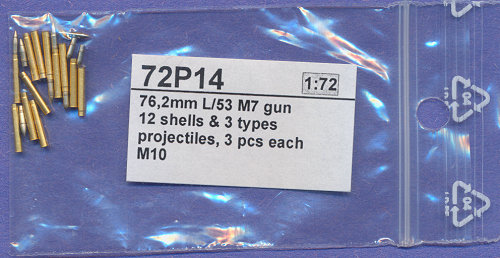 72P14
1:72
76,2mm L/53 M7 gun
12 shells & 3 types
projectiles, 3 pcs each
M10